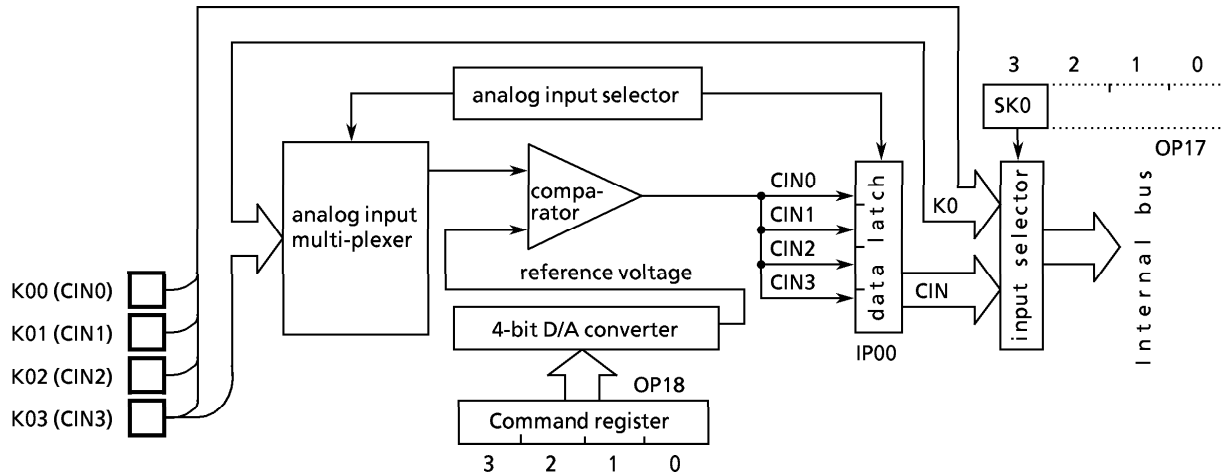 3 2 1 0
SK0
OP17
analog input selector
analog input
multi-plexer
compa-
rator
CIN0
CIN1
CIN2
CIN3
data latch
K0
CIN
input selector
Internal bus
reference voltage
K00 (CIN0)
K01 (CIN1)
K02 (CIN2)
K03 (CIN3)
4-bit D/A converter
IP00
OP18
Command register
3 2 1 0